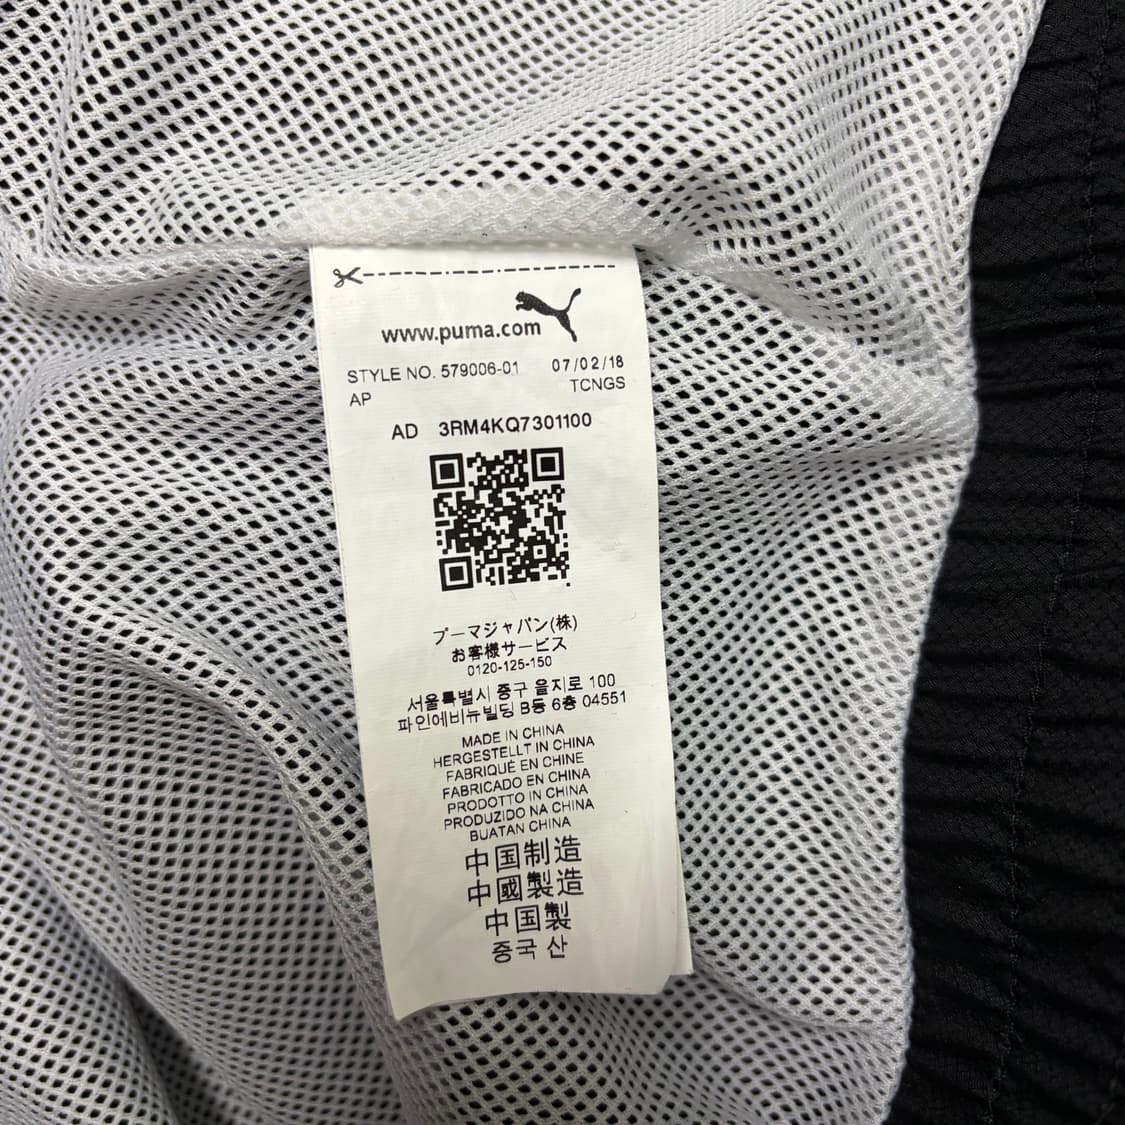 www.puma.com
STYLE NO. 579006-01 07/02/18
AP TCNGS
AD 3RM4KQ7301100
プーマジャパン(株)
お客様サービス
0120-125-150
서울특별시 중구 을지로 100
파인에비뉴빌딩 B동 6층 04551
MADE IN CHINA
HERGESTELLT IN CHINA
FABRIQUÉ EN CHINE
FABRICADO EN CHINA
PRODOTTO IN CHINA
PRODUZIDO NA CHINA
BUATAN CHINA
中国制造
中國製造
中国製
중국 산